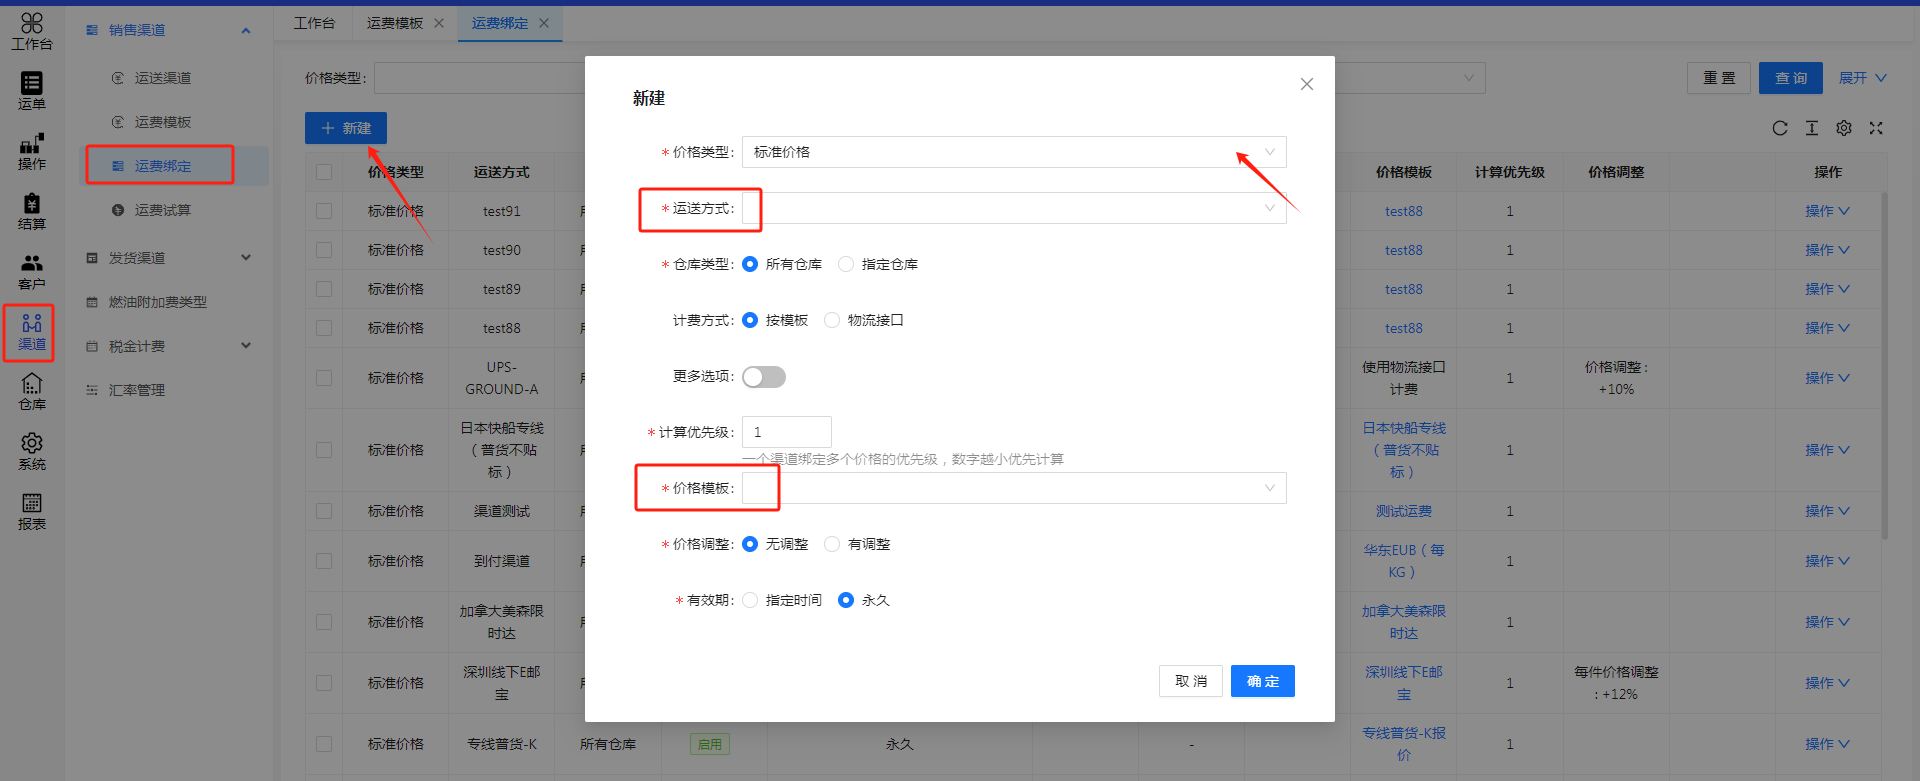 工作台
运单
操作
结算
客户
渠道
仓库
系统
报表
销售渠道
运送渠道
运费模板
运费绑定
运费试算
发货渠道
燃油附加费类型
税金计费
汇率管理
工作台
运费模板
运费绑定
价格类型:
重 置
查 询
展开
新建
价格类型 运送方式 价格模板 计算优先级 价格调整 操作
标准价格 test91 test88 1 操作
标准价格 test90 test88 1 操作
标准价格 test89 test88 1 操作
标准价格 test88 test88 1 操作
标准价格 UPS-GROUND-A 使用物流接口计费 1 价格调整: +10% 操作
标准价格 日本快船专线（普货不贴标） 日本快船专线（普货不贴标） 1 操作
标准价格 渠道测试 测试运费 1 操作
标准价格 到付渠道 华东EUB（每KG） 1 操作
标准价格 加拿大美森限时达 加拿大美森限时达 1 操作
标准价格 深圳线下E邮宝 深圳线下E邮宝 1 每件价格调整: +12% 操作
标准价格 专线普货-K 所有仓库 启用 永久 - 专线普货-K报价 1 操作
新建
* 价格类型: 标准价格
* 运送方式:
* 仓库类型: 所有仓库 指定仓库
计费方式: 按模板 物流接口
更多选项:
* 计算优先级: 1
一个渠道绑定多个价格的优先级，数字越小优先计算
* 价格模板:
* 价格调整: 无调整 有调整
* 有效期: 指定时间 永久
取 消
确 定